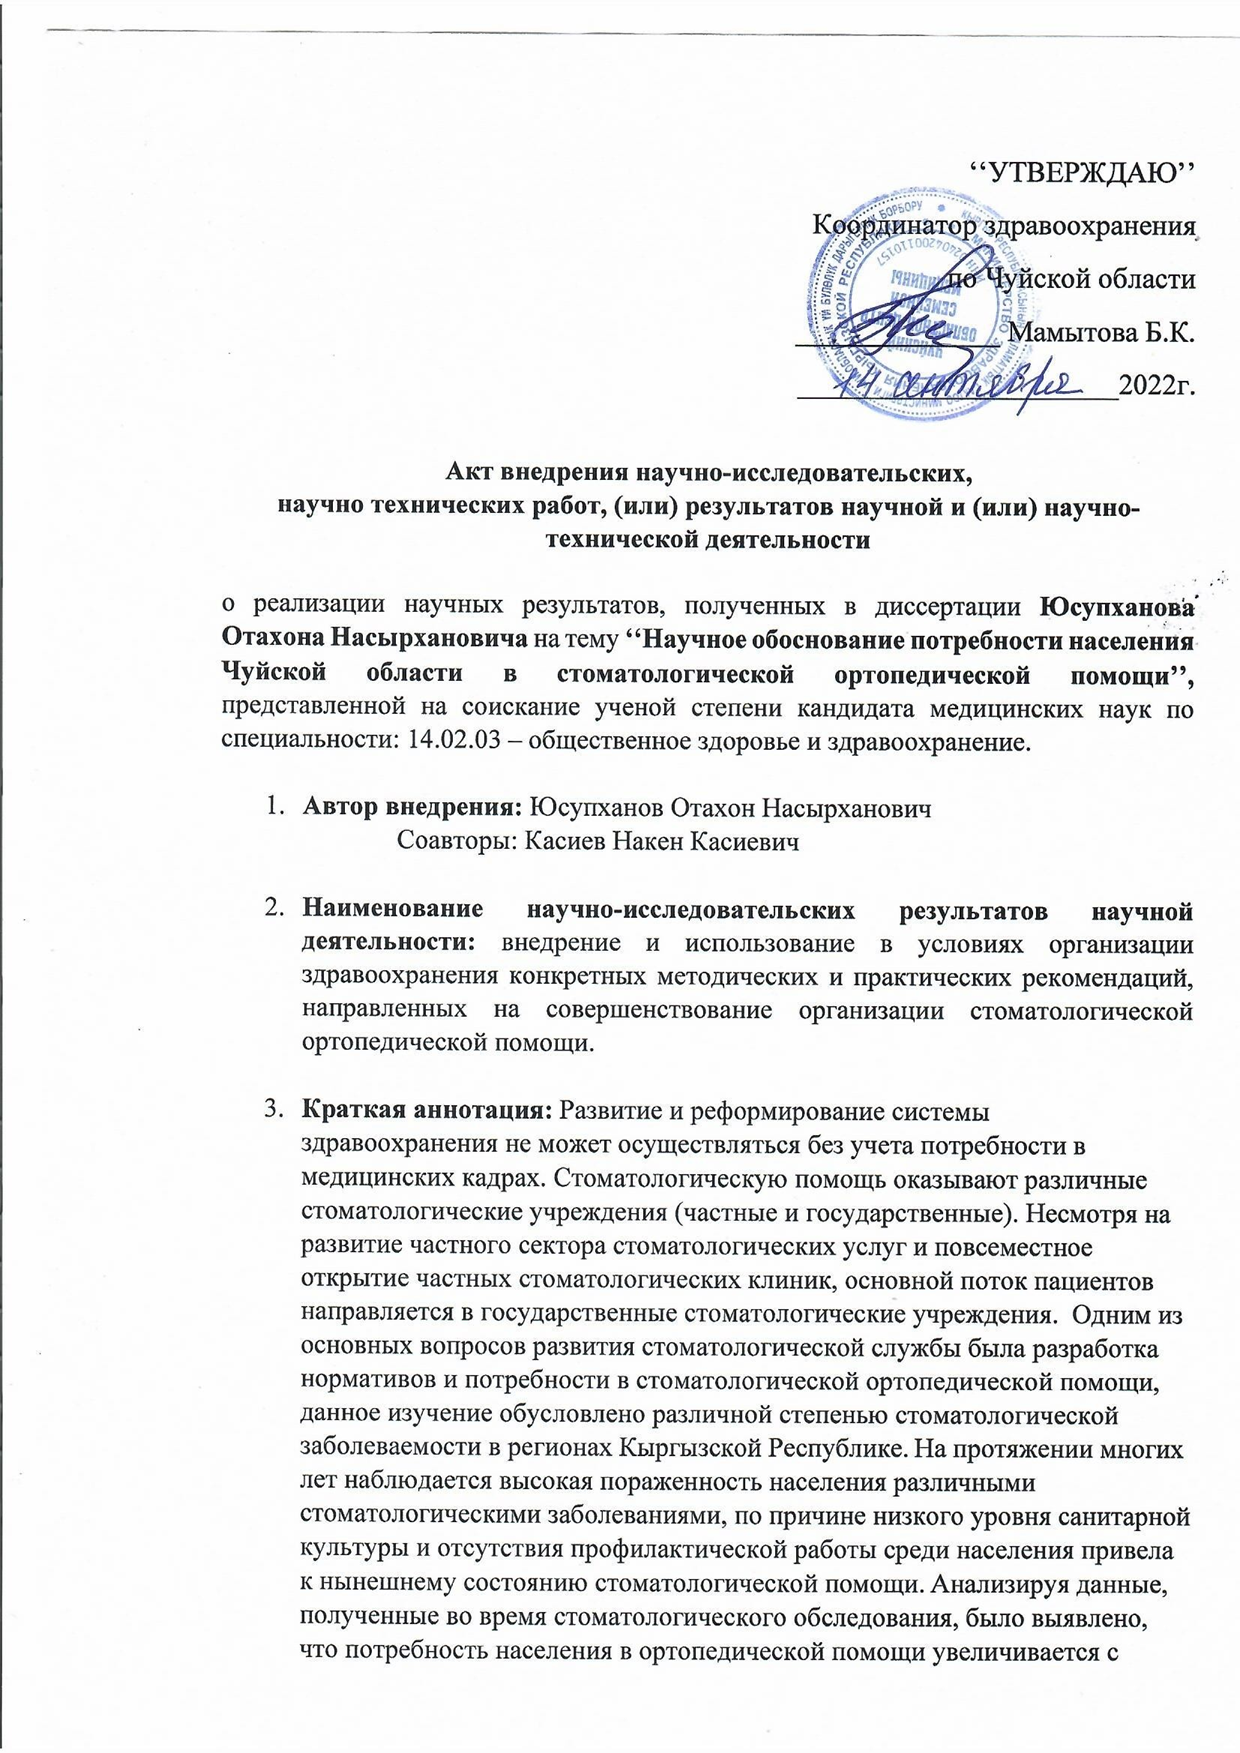 ‘‘УТВЕРЖДАЮ’’
Координатор здравоохранения
по Чуйской области
Мамытова Б.К.
14 сентября 2022г.
Акт внедрения научно-исследовательских,
научно технических работ, (или) результатов научной и (или) научно-
технической деятельности
о реализации научных результатов, полученных в диссертации Юсупханова
Отахона Насырхановича на тему ‘‘Научное обоснование потребности населения
Чуйской области в стоматологической ортопедической помощи’’,
представленной на соискание ученой степени кандидата медицинских наук по
специальности: 14.02.03 – общественное здоровье и здравоохранение.
1. Автор внедрения: Юсупханов Отахон Насырханович
Соавторы: Касиев Накен Касиевич
2. Наименование научно-исследовательских результатов научной
деятельности: внедрение и использование в условиях организации
здравоохранения конкретных методических и практических рекомендаций,
направленных на совершенствование организации стоматологической
ортопедической помощи.
3. Краткая аннотация: Развитие и реформирование системы
здравоохранения не может осуществляться без учета потребности в
медицинских кадрах. Стоматологическую помощь оказывают различные
стоматологические учреждения (частные и государственные). Несмотря на
развитие частного сектора стоматологических услуг и повсеместное
открытие частных стоматологических клиник, основной поток пациентов
направляется в государственные стоматологические учреждения. Одним из
основных вопросов развития стоматологической службы была разработка
нормативов и потребности в стоматологической ортопедической помощи,
данное изучение обусловлено различной степенью стоматологической
заболеваемости в регионах Кыргызской Республике. На протяжении многих
лет наблюдается высокая пораженность населения различными
стоматологическими заболеваниями, по причине низкого уровня санитарной
культуры и отсутствия профилактической работы среди населения привела
к нынешнему состоянию стоматологической помощи. Анализируя данные,
полученные во время стоматологического обследования, было выявлено,
что потребность населения в ортопедической помощи увеличивается с